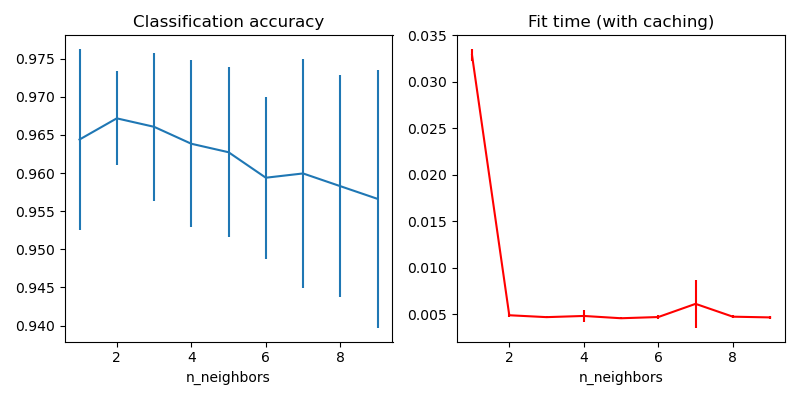 Classification accuracy
0.975
0.970
0.965
0.960
0.955
0.950
0.945
0.940
2 4 6 8
n_neighbors
Fit time (with caching)
0.035
0.030
0.025
0.020
0.015
0.010
0.005
2 4 6 8
n_neighbors